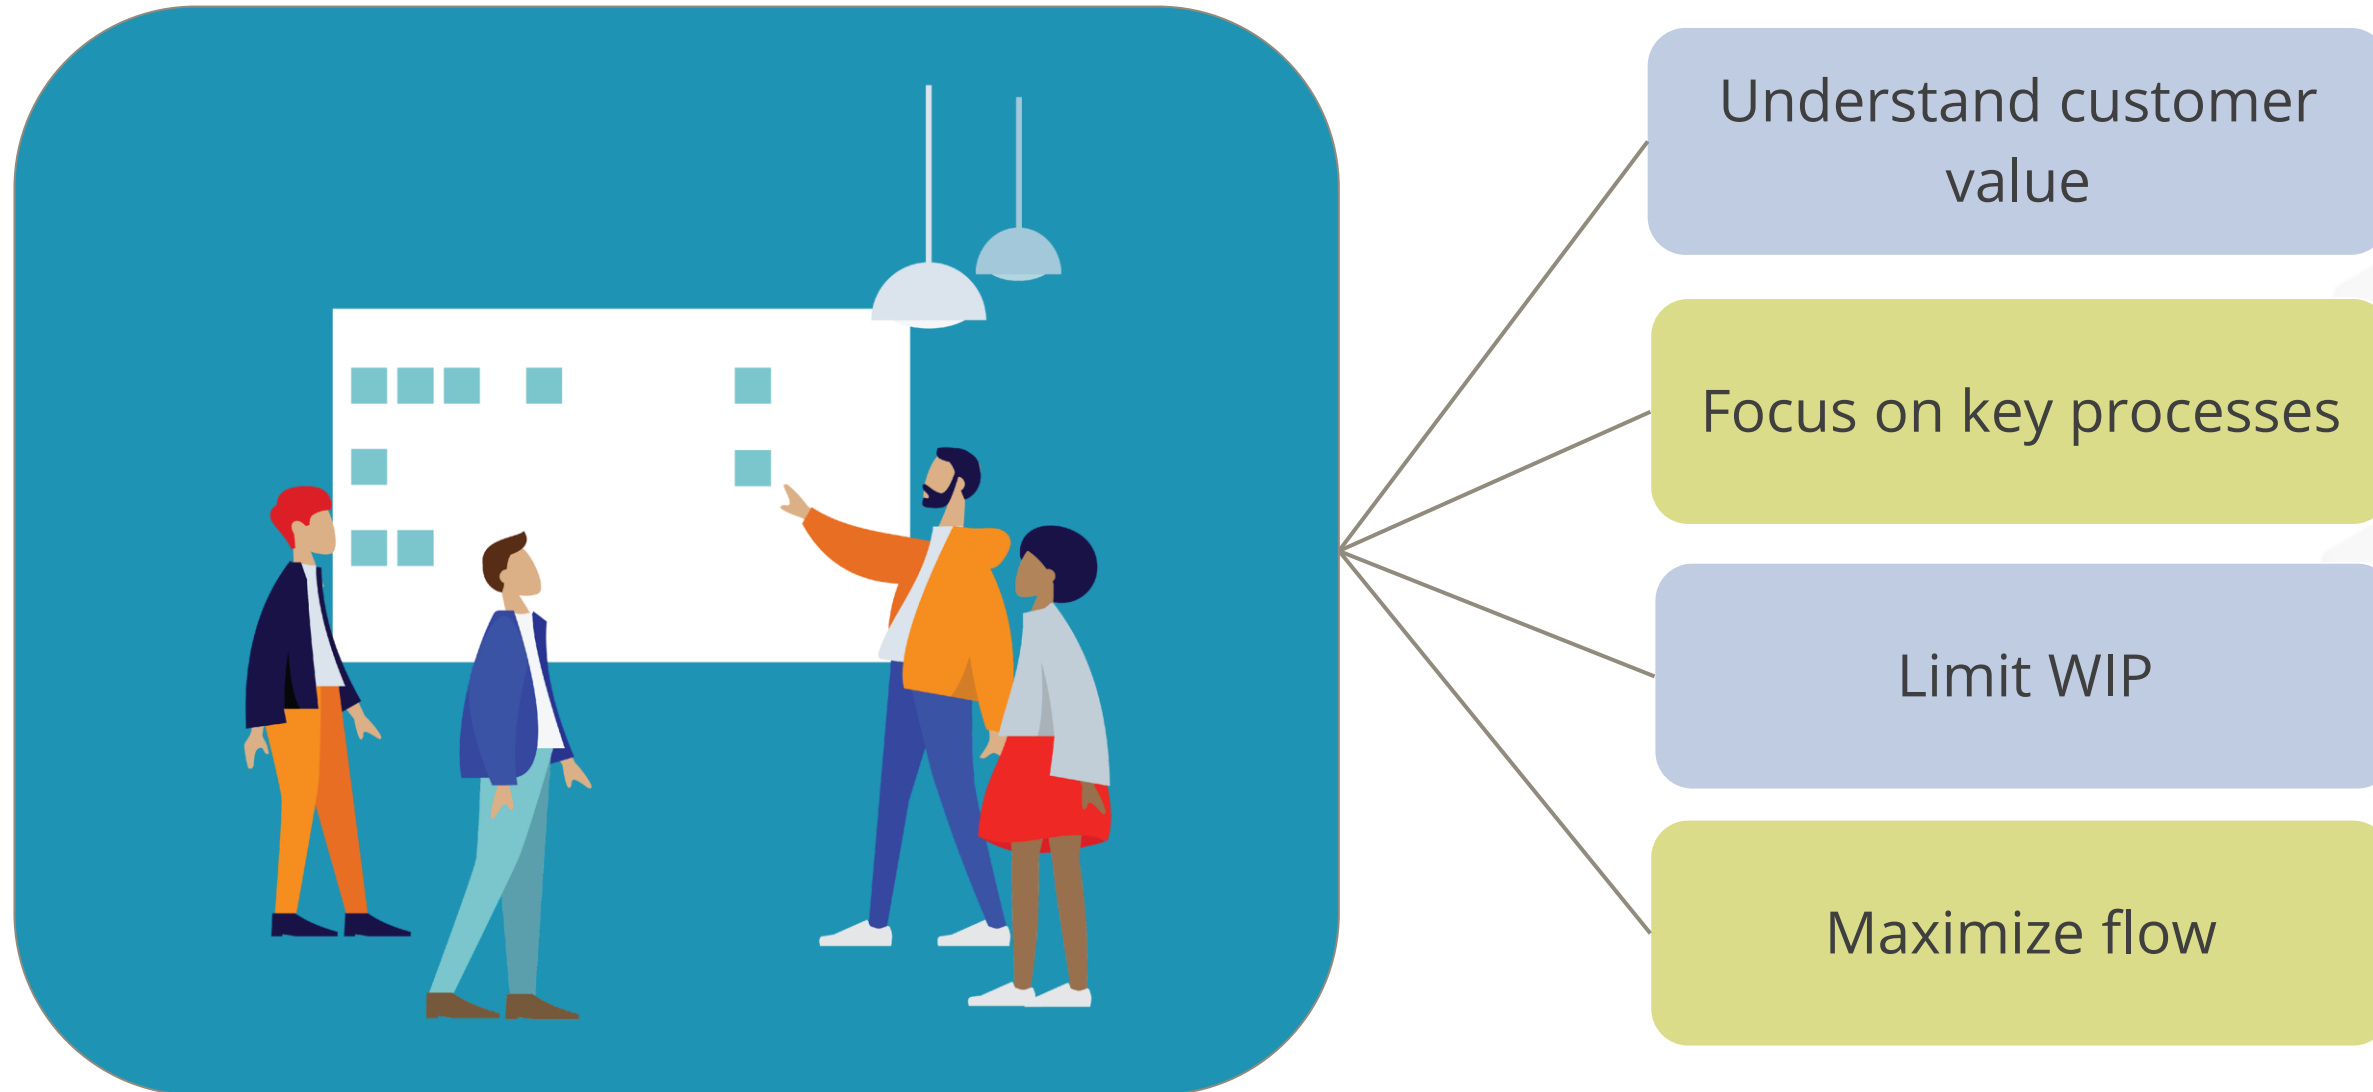 Understand customer
value
Focus on key processes
Limit WIP
Maximize flow